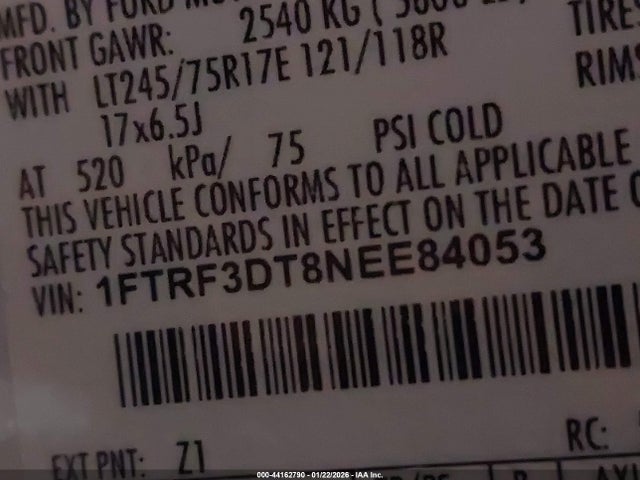 MFD. BY FORD MO
FRONT GAWR: 2540 KG
WITH LT245/75R17E 121/118R TIRE
17x6.5J RIMS
AT 520 kPa/ 75 PSI COLD
THIS VEHICLE CONFORMS TO ALL APPLICABLE
SAFETY STANDARDS IN EFFECT ON THE DATE O
VIN: 1FTRF3DT8NEE84053
EXT PNT: Z1 RC:
000-44162790 - 01/22/2026 - IAA Inc.